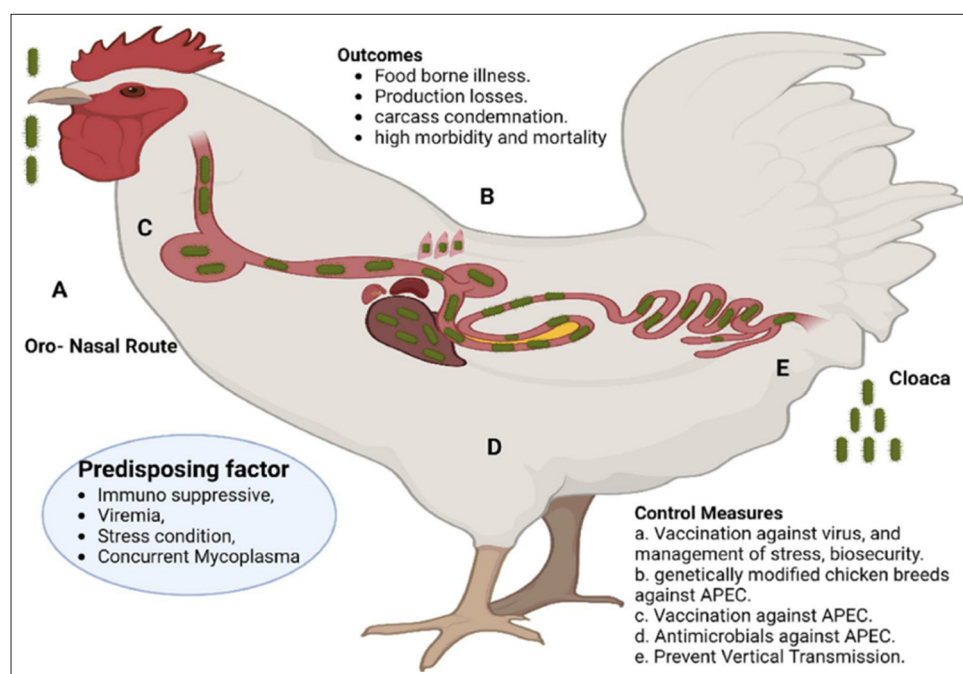 Outcomes
• Food borne illness.
• Production losses.
• carcass condemnation.
• high morbidity and mortality
B
C
A
Oro- Nasal Route
E
Cloaca
D
Predisposing factor
• Immuno suppressive,
• Viremia,
• Stress condition,
• Concurrent Mycoplasma
Control Measures
a. Vaccination against virus, and
management of stress, biosecurity.
b. genetically modified chicken breeds
against APEC.
c. Vaccination against APEC.
d. Antimicrobials against APEC.
e. Prevent Vertical Transmission.